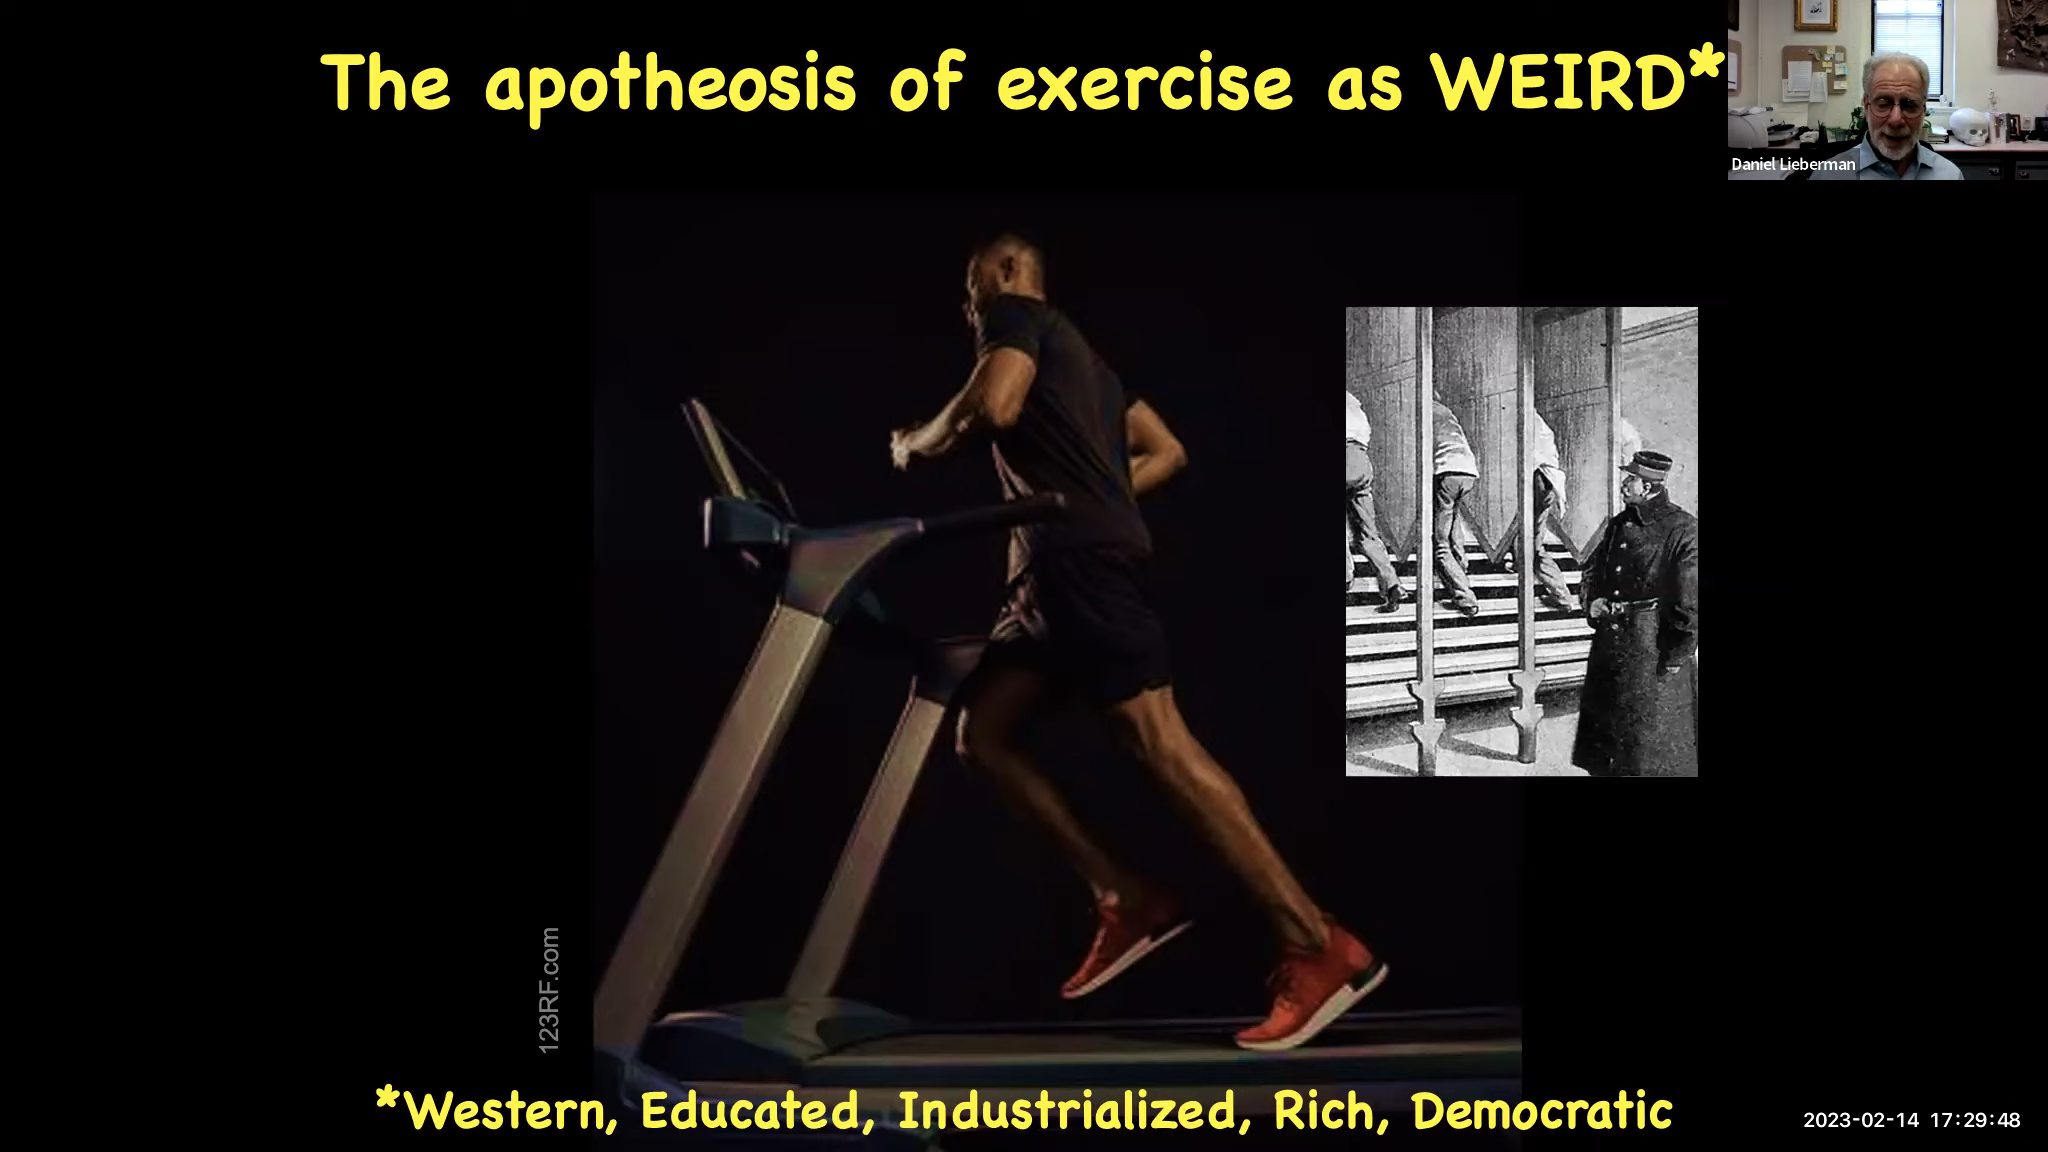 The apotheosis of exercise as WEIRD*
Daniel Lieberman
123RF.com
*Western, Educated, Industrialized, Rich, Democratic
2023-02-14 17:29:48